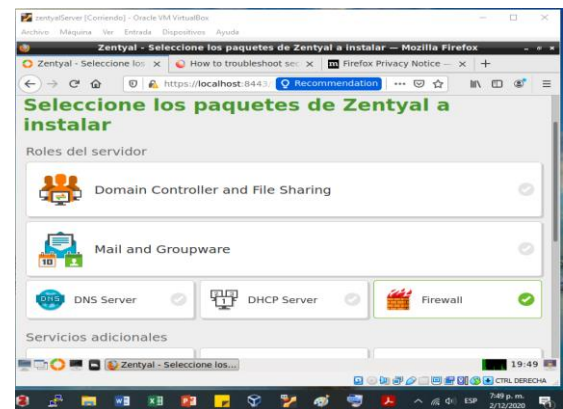 zentyalServer [Corriendo] - Oracle VM VirtualBox
Archivo Máquina Ver Entrada Dispositivos Ayuda
Zentyal - Seleccione los paquetes de Zentyal a instalar — Mozilla Firefox
Zentyal - Seleccione los x How to troubleshoot sec x m Firefox Privacy Notice — x +
https://localhost:8443/ Recommendation
Seleccione los paquetes de Zentyal a
instalar
Roles del servidor
Domain Controller and File Sharing
Mail and Groupware
DNS Server DHCP Server Firewall
Servicios adicionales
Zentyal - Seleccione los... 19:49
CTRL DERECHA
ESP 7:49 p. m.
2/12/2020